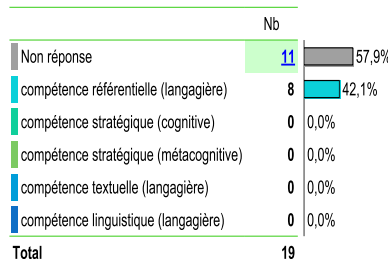 Nb
Non réponse 11 57,9%
compétence référentielle (langagière) 8 42,1%
compétence stratégique (cognitive) 0 0,0%
compétence stratégique (métacognitive) 0 0,0%
compétence textuelle (langagière) 0 0,0%
compétence linguistique (langagière) 0 0,0%
Total 19